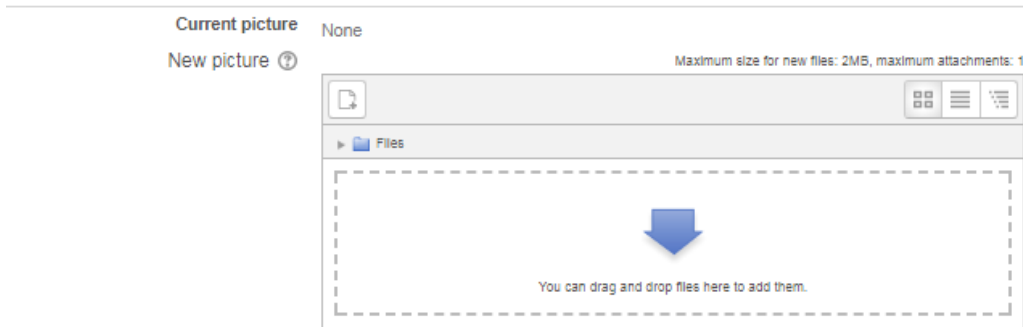 Current picture None
New picture
Maximum size for new files: 2MB, maximum attachments: 1
Files
You can drag and drop files here to add them.